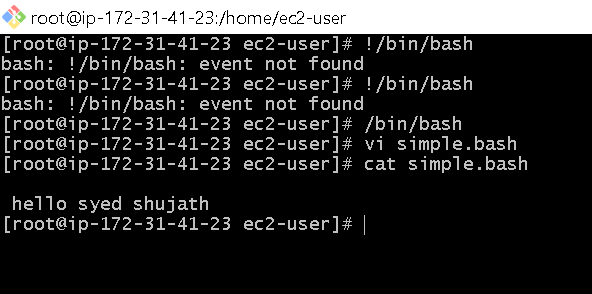 root@ip-172-31-41-23:/home/ec2-user
[root@ip-172-31-41-23 ec2-user]# !/bin/bash
bash: !/bin/bash: event not found
[root@ip-172-31-41-23 ec2-user]# !/bin/bash
bash: !/bin/bash: event not found
[root@ip-172-31-41-23 ec2-user]# /bin/bash
[root@ip-172-31-41-23 ec2-user]# vi simple.bash
[root@ip-172-31-41-23 ec2-user]# cat simple.bash
hello syed shujath
[root@ip-172-31-41-23 ec2-user]#